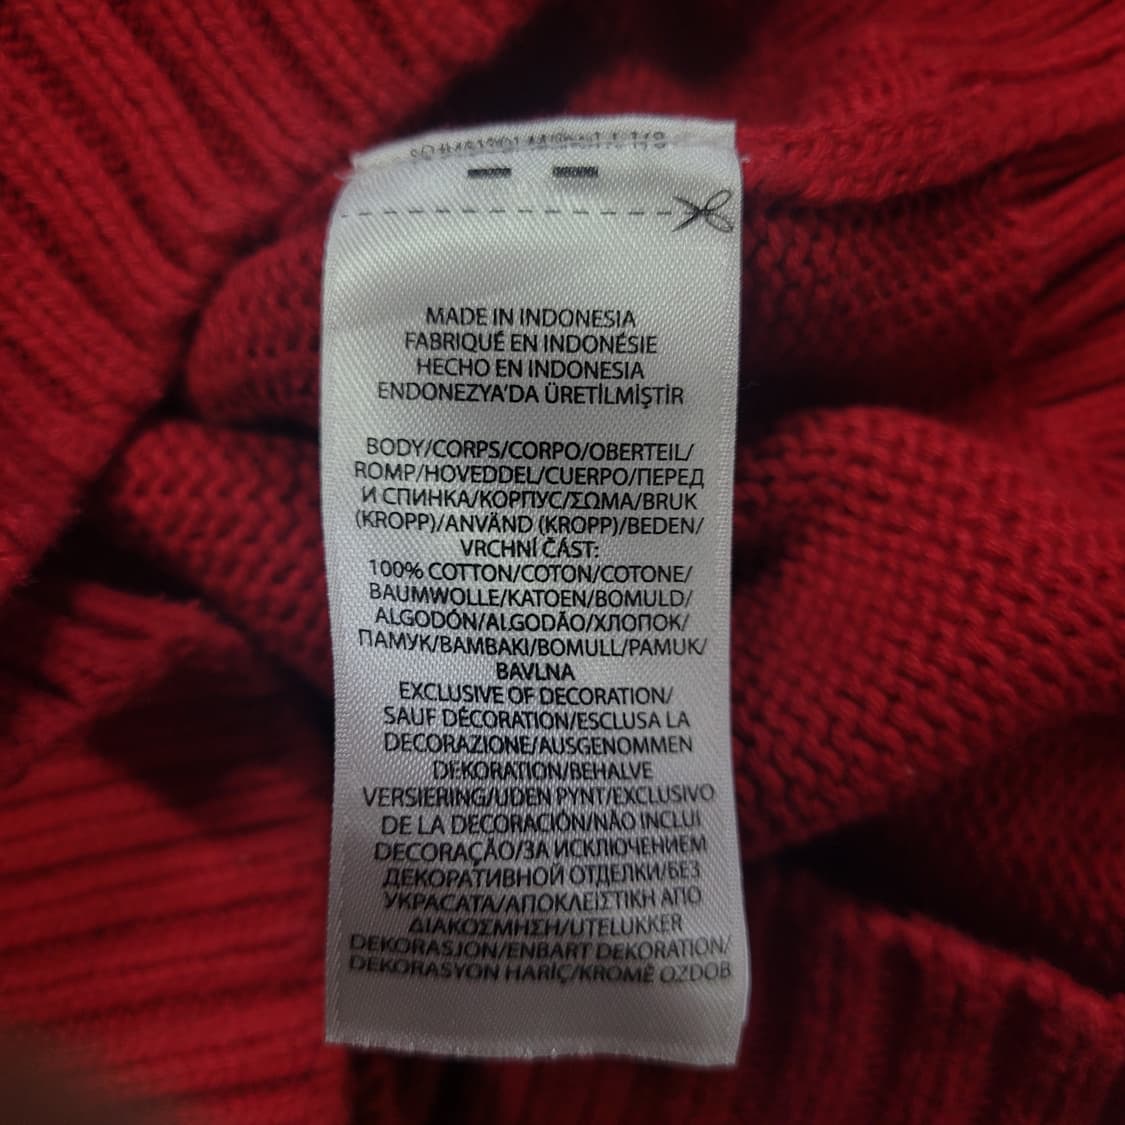 MADE IN INDONESIA
FABRIQUÉ EN INDONÉSIE
HECHO EN INDONESIA
ENDONEZYA'DA ÜRETİLMİŞTİR
BODY/CORPS/CORPO/OBERTEIL/
ROMP/HOVEDDEL/CUERPO/ПЕРЕД
И СПИНКА/КОРПУС/ΣΩΜΑ/BRUK
(KROPP)/ANVÄND (KROPP)/BEDEN/
VRCHNÍ ČÁST:
100% COTTON/COTON/COTONE/
BAUMWOLLE/KATOEN/BOMULD/
ALGODÓN/ALGODÃO/ХЛОПОК/
ПАМУК/BAMBAKI/BOMULL/PAMUK/
BAVLNA
EXCLUSIVE OF DECORATION/
SAUF DÉCORATION/ESCLUSA LA
DECORAZIONE/AUSGENOMMEN
DEKORATION/BEHALVE
VERSIERING/UDEN PYNT/EXCLUSIVO
DE LA DECORACIÓN/NÃO INCLUI
DECORAÇÃO/ЗА ИСКЛЮЧЕНИЕМ
ДЕКОРАТИВНОЙ ОТДЕЛКИ/БЕЗ
УКРАСАТА/ΑΠΟΚΛΕΙΣΤΙΚΗ ΑΠΟ
ΔΙΑΚΟΣΜΗΣΗ/UTELUKKER
DEKORASJON/ENBART DEKORATION/
DEKORASYON HARİÇ/KROMĚ OZDOB